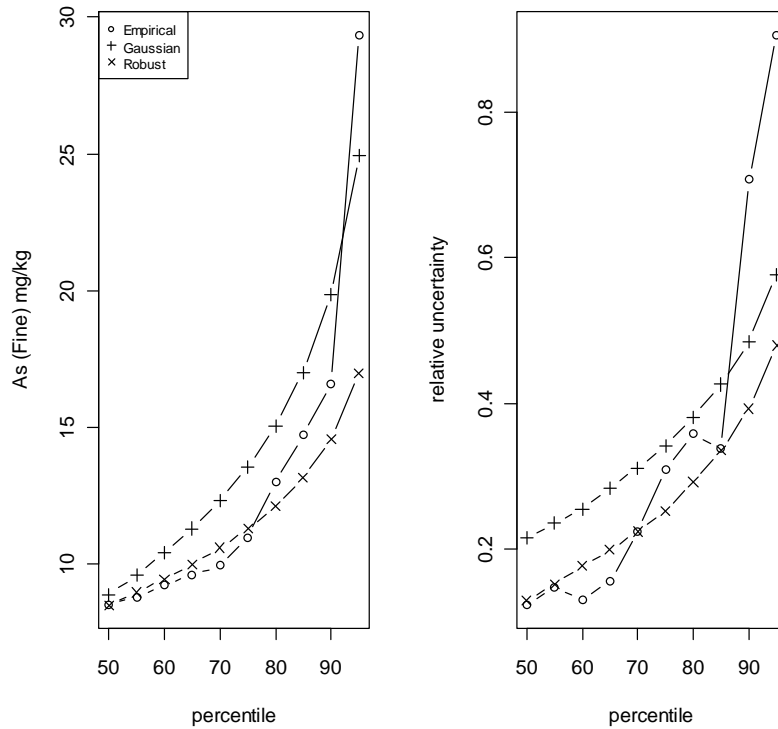 30
25
20
15
10
As (Fine) mg/kg
Empirical
Gaussian
Robust
50 60 70 80 90
percentile
0.8
0.6
0.4
0.2
relative uncertainty
50 60 70 80 90
percentile